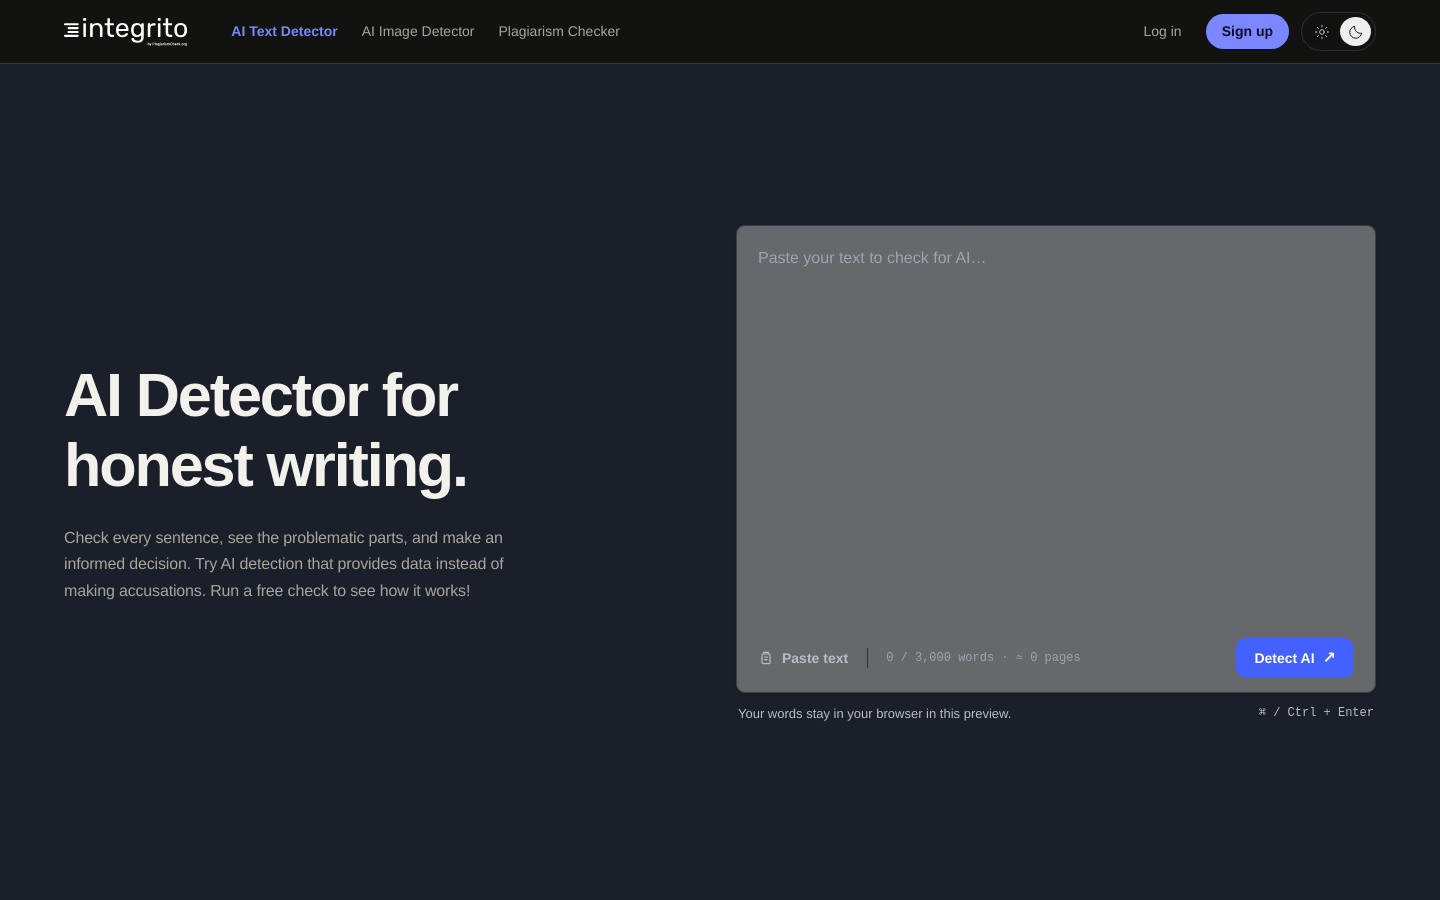 integrito
by PlagiarismCheck.org
AI Text Detector
AI Image Detector
Plagiarism Checker
Log in
Sign up
AI Detector for
honest writing.
Check every sentence, see the problematic parts, and make an
informed decision. Try AI detection that provides data instead of
making accusations. Run a free check to see how it works!
Paste your text to check for AI…
Paste text
0 / 3,000 words · ≈ 0 pages
Detect AI ↗
Your words stay in your browser in this preview.
⌘ / Ctrl + Enter